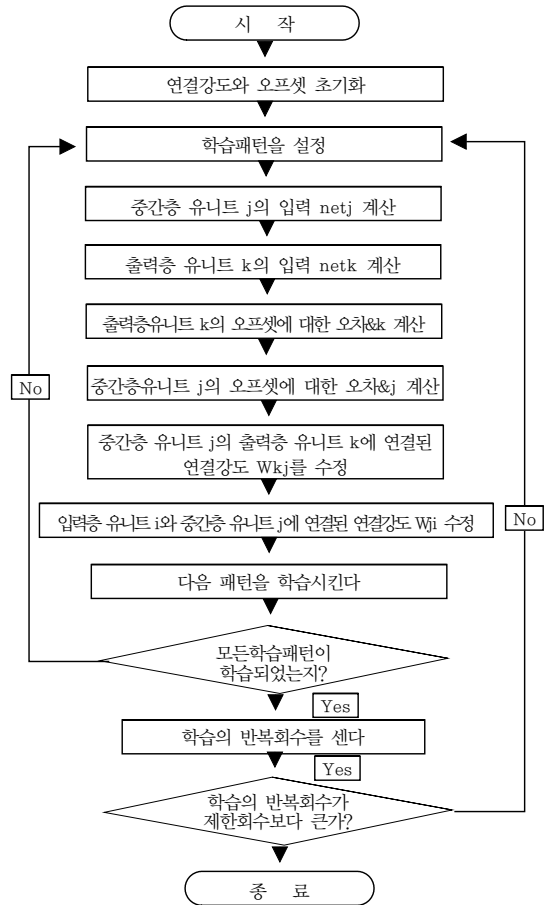 시 작
연결강도와 오프셋 초기화
학습패턴을 설정
중간층 유니트 j의 입력 netj 계산
출력층 유니트 k의 입력 netk 계산
출력층유니트 k의 오프셋에 대한 오차&k 계산
No
중간층유니트 j의 오프셋에 대한 오차&j 계산
중간층 유니트 j의 출력층 유니트 k에 연결된
연결강도 Wkj를 수정
No
입력층 유니트 i와 중간층 유니트 j에 연결된 연결강도 Wji 수정
다음 패턴을 학습시킨다
모든학습패턴이
학습되었는지?
Yes
학습의 반복회수를 센다
Yes
학습의 반복회수가
제한회수보다 큰가?
종 료